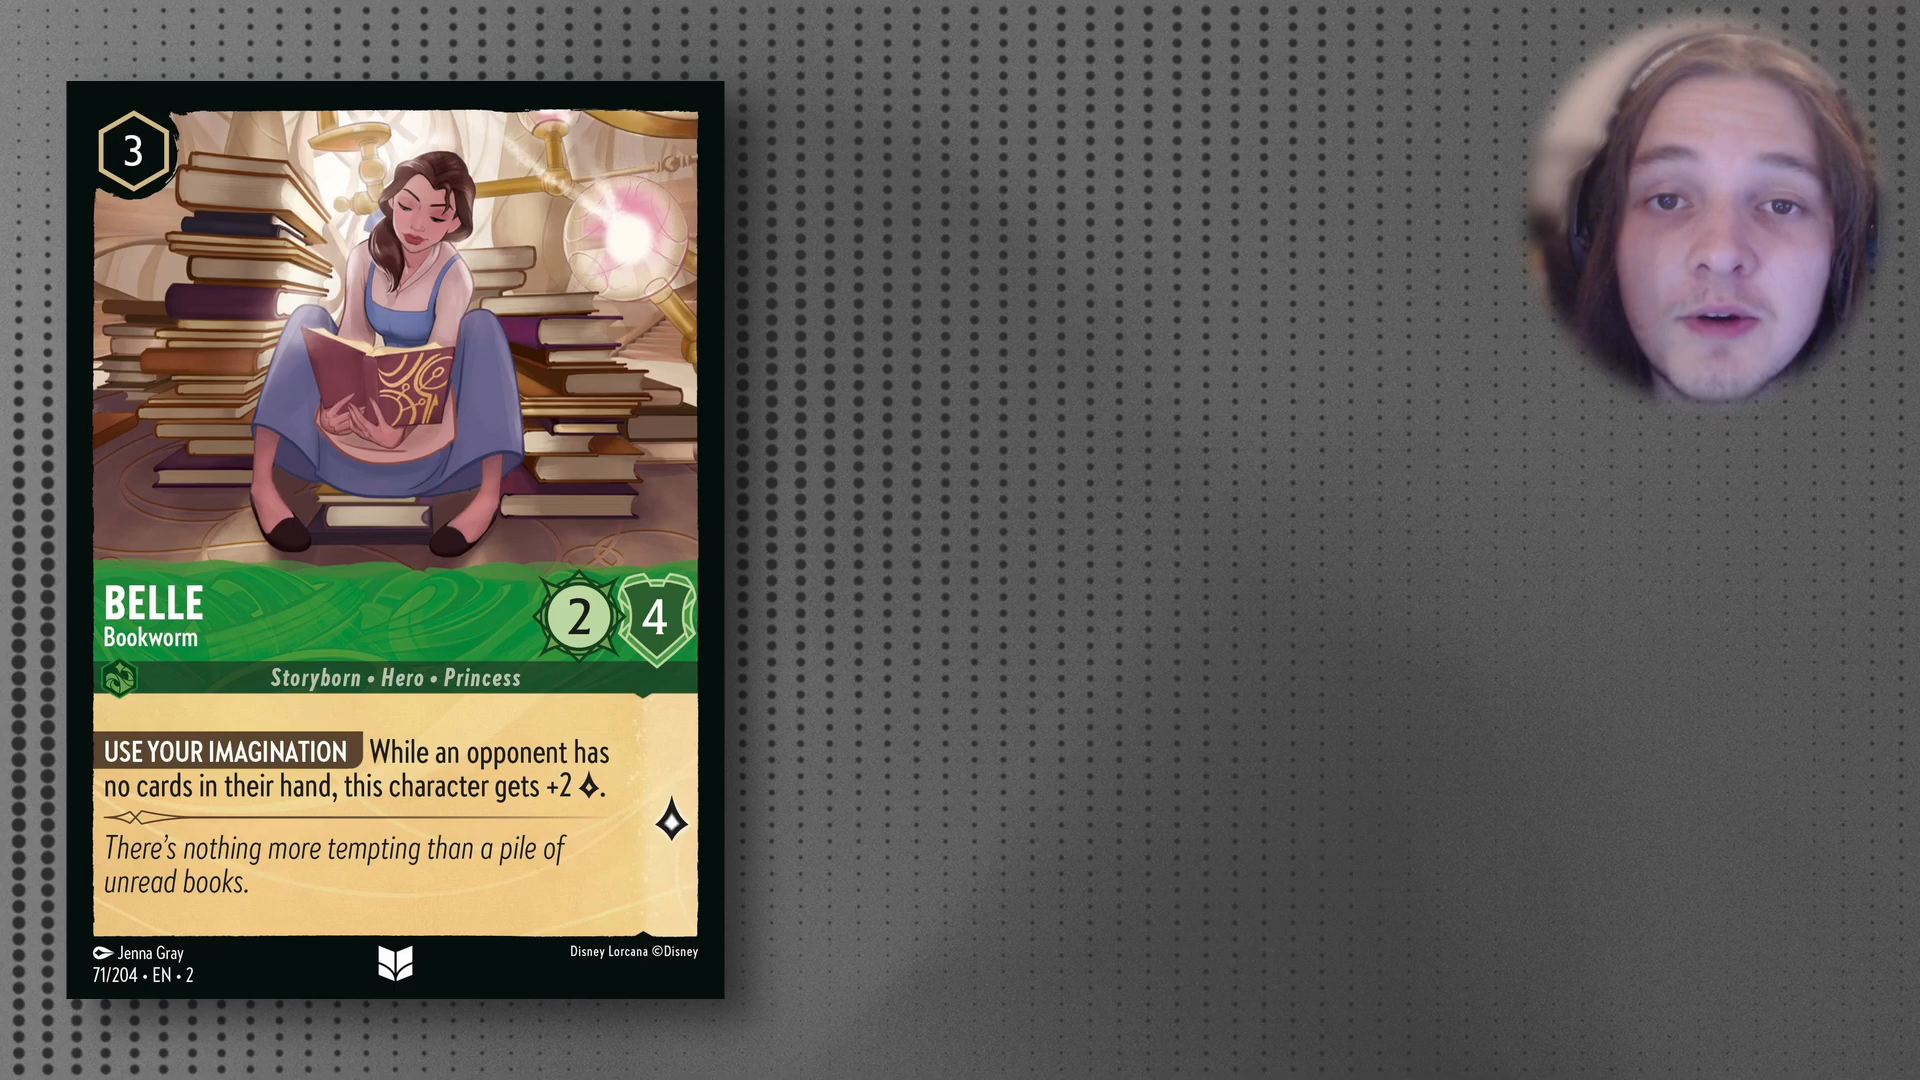 3
BELLE
Bookworm
2
4
Storyborn • Hero • Princess
USE YOUR IMAGINATION While an opponent has
no cards in their hand, this character gets +2 .
There's nothing more tempting than a pile of
unread books.
Jenna Gray
71/204 • EN • 2
Disney Lorcana ©Disney